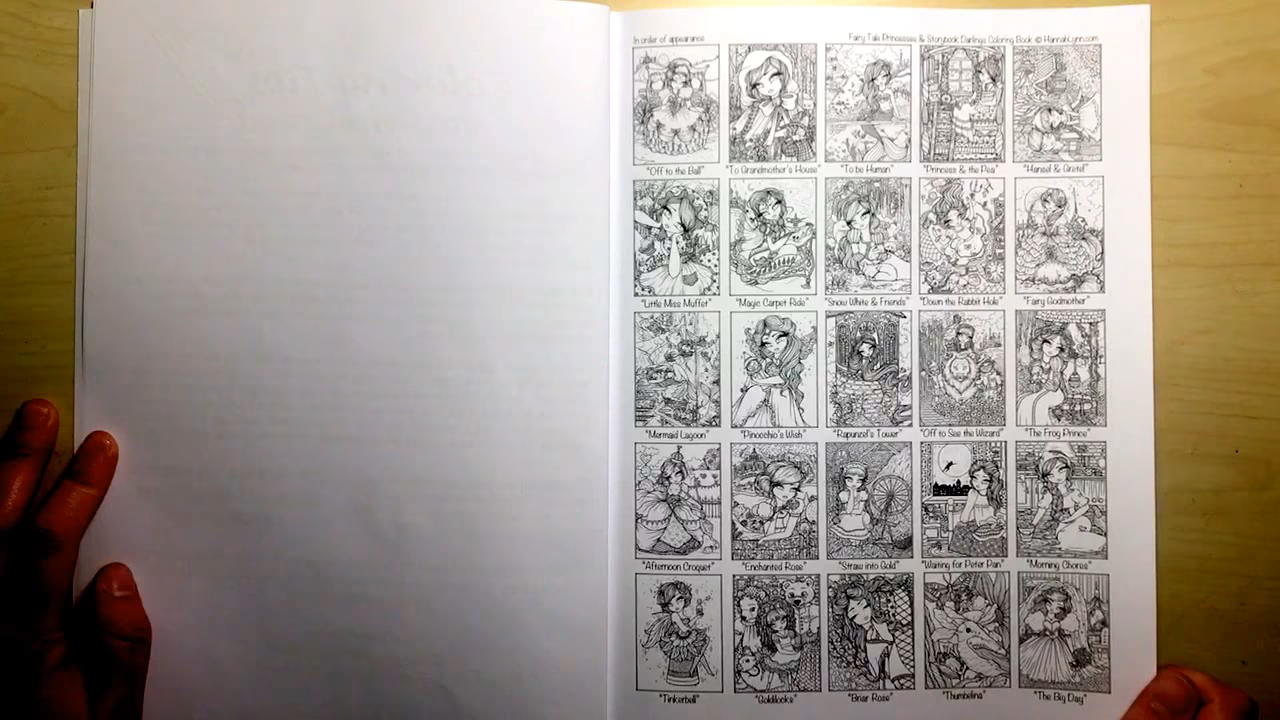 In order of appearance
Fairy Tale Princesses & Storybook Darlings Coloring Book © HannahLynn.com
"Off to the Ball" "To Grandmother's House" "To be Human" "Princess & the Pea" "Hansel & Gretel"
"Little Miss Muffet" "Magic Carpet Ride" "Snow White & Friends" "Down the Rabbit Hole" "Fairy Godmother"
"Mermaid Lagoon" "Pinocchio's Wish" "Rapunzel's Tower" "Off to See the Wizard" "The Frog Prince"
"Afternoon Croquet" "Enchanted Rose" "Straw into Gold" "Waiting for Peter Pan" "Morning Chores"
"Tinkerbell" "Goldilocks" "Briar Rose" "Thumbelina" "The Big Day"